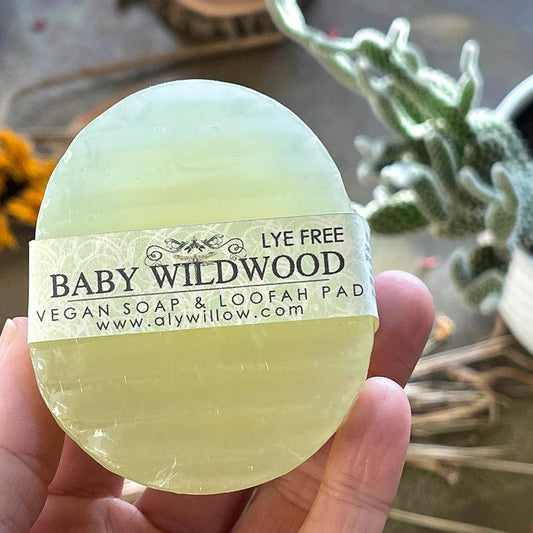 LYE FREE
BABY WILDWOOD
VEGAN SOAP & LOOFAH PAD
www.alywillow.com